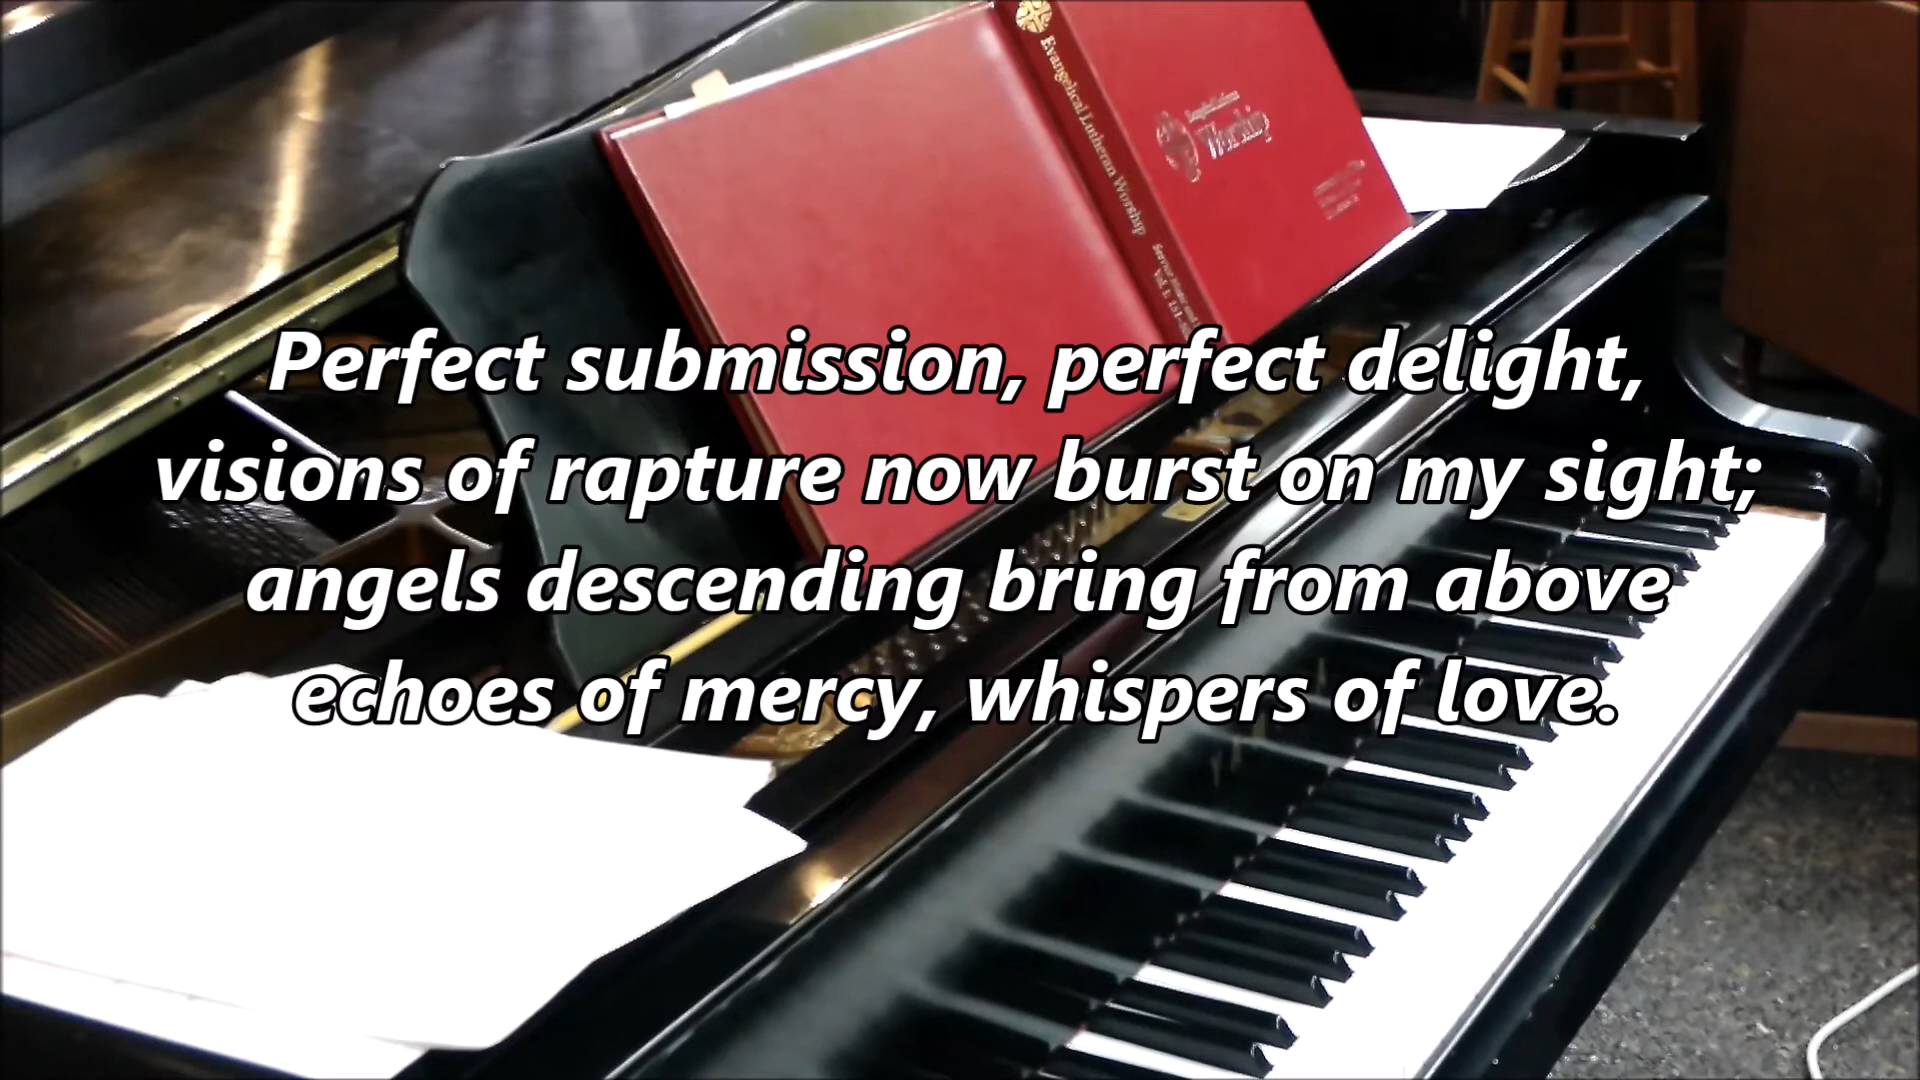 Evangelical Lutheran Worship
Worship
Perfect submission, perfect delight,
visions of rapture now burst on my sight;
angels descending bring from above
echoes of mercy, whispers of love.